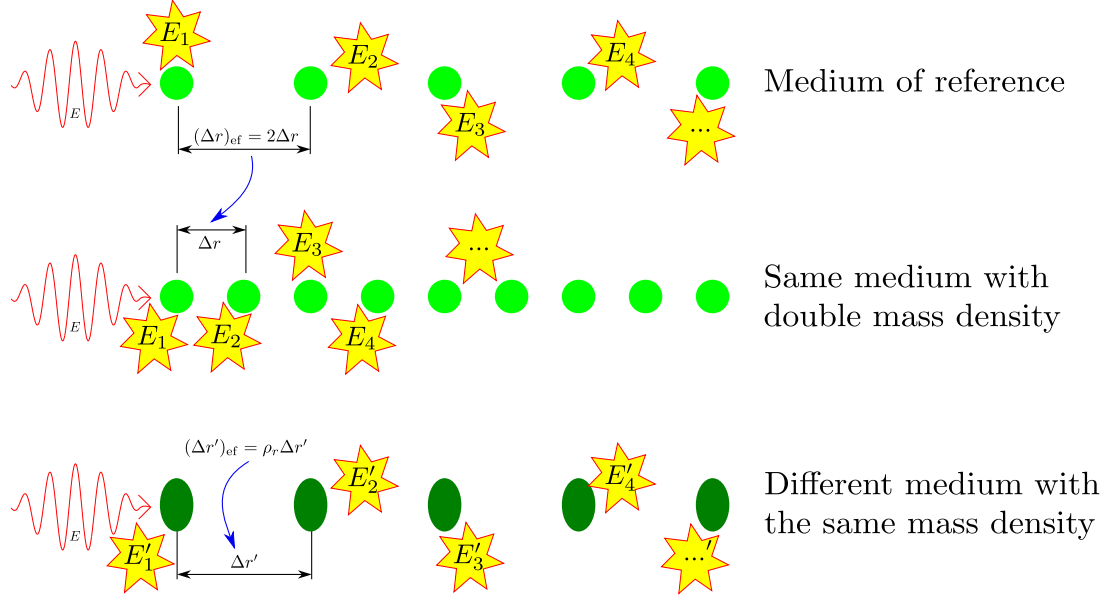 E₁
E₂
E₄
E
E₃
...
Medium of reference
(Δr)ef = 2Δr
Δr
E₃
...
E
E₁
E₂
E₄
Same medium with
double mass density
(Δr′)ef = ρᵣΔr′
E
E′₁
E′₂
E′₃
E′₄
...′
Δr′
Different medium with
the same mass density